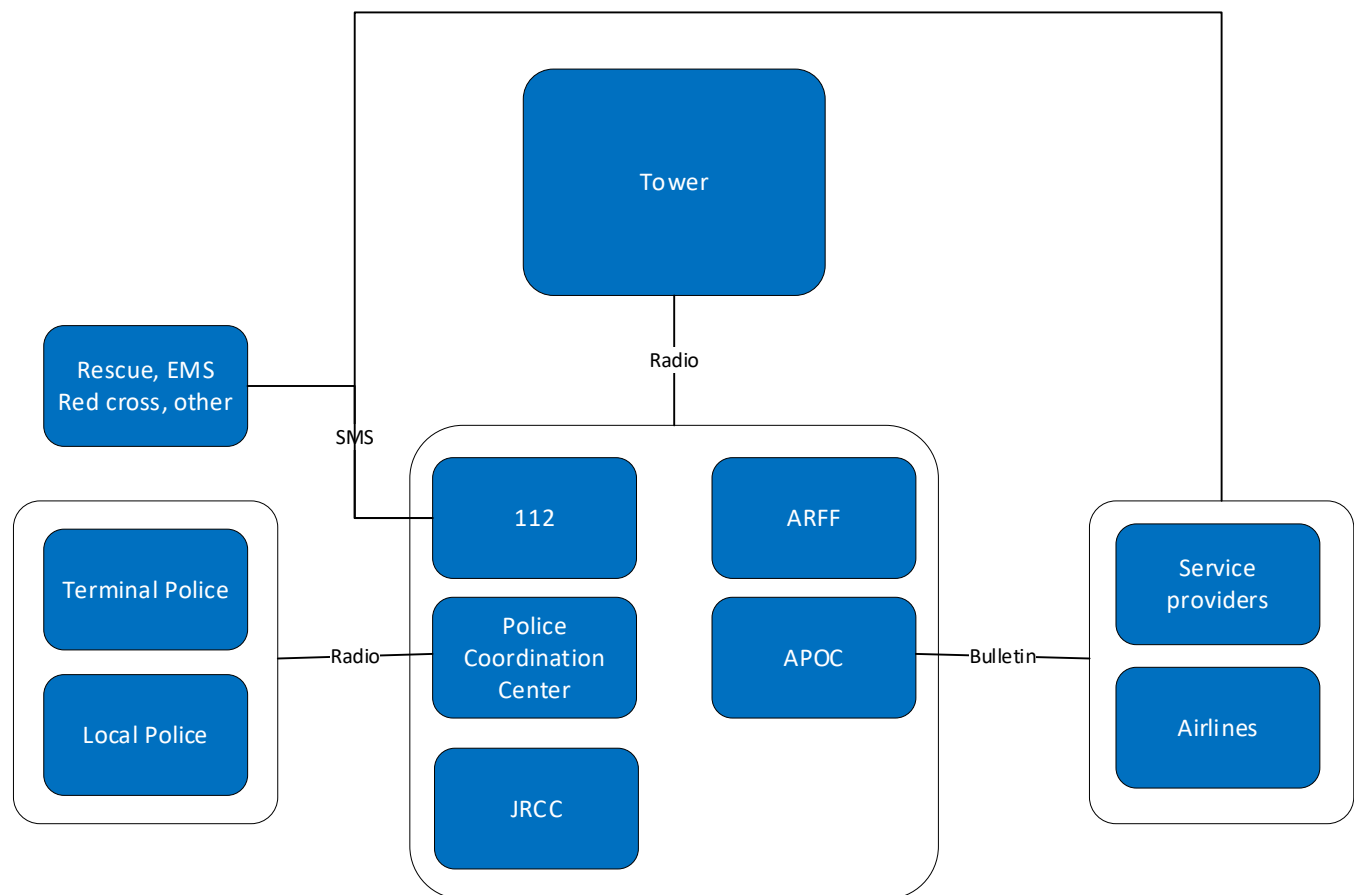 Tower
Radio
Rescue, EMS
Red cross, other
SMS
112
ARFF
Terminal Police
Service
providers
Radio
Police
Coordination
Center
APOC
Bulletin
Local Police
Airlines
JRCC